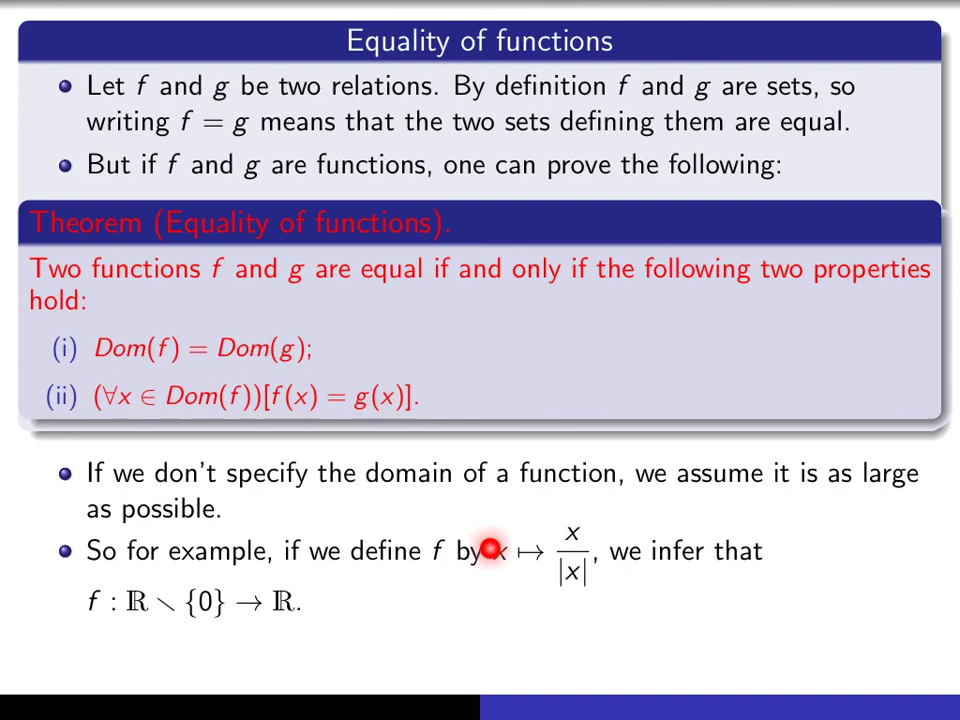 Equality of functions
Let f and g be two relations. By definition f and g are sets, so
writing f = g means that the two sets defining them are equal.
But if f and g are functions, one can prove the following:
Theorem (Equality of functions).
Two functions f and g are equal if and only if the following two properties
hold:
(i) Dom(f) = Dom(g);
(ii) (∀x ∈ Dom(f))[f(x) = g(x)].
If we don't specify the domain of a function, we assume it is as large
as possible.
So for example, if we define f by x ↦ x/|x|, we infer that
f : ℝ ∖ {0} → ℝ.